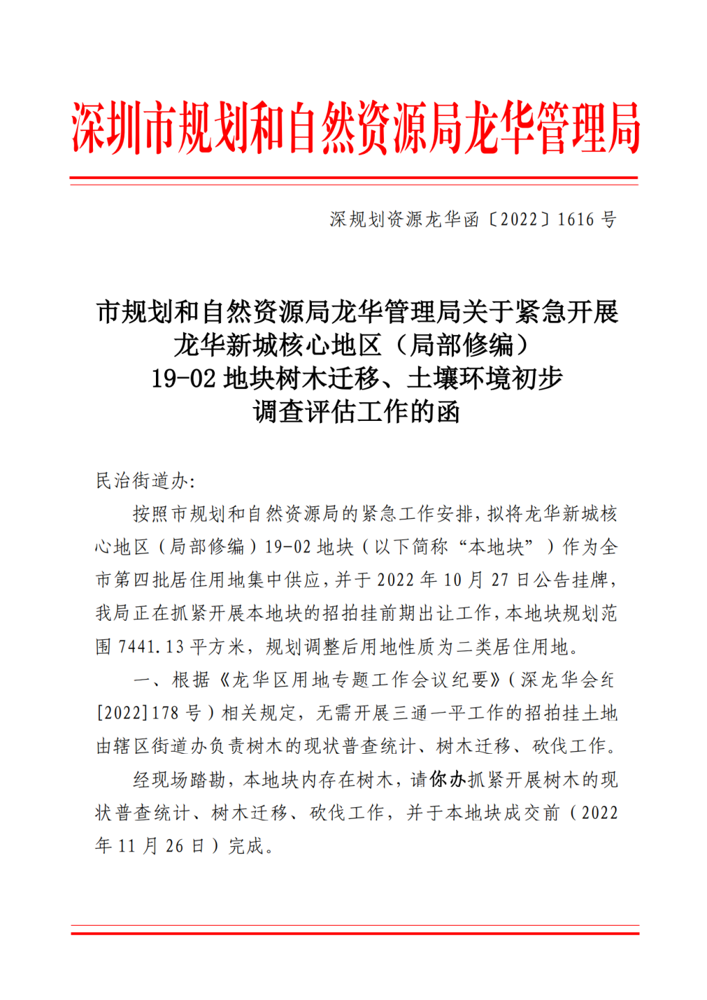 深圳市规划和自然资源局龙华管理局
深规划资源龙华函〔2022〕1616 号
市规划和自然资源局龙华管理局关于紧急开展
龙华新城核心地区（局部修编）
19-02 地块树木迁移、土壤环境初步
调查评估工作的函
民治街道办：
按照市规划和自然资源局的紧急工作安排，拟将龙华新城核
心地区（局部修编）19-02 地块（以下简称“本地块”）作为全
市第四批居住用地集中供应，并于 2022 年 10 月 27 日公告挂牌，
我局正在抓紧开展本地块的招拍挂前期出让工作，本地块规划范
围 7441.13 平方米，规划调整后用地性质为二类居住用地。
一、根据《龙华区用地专题工作会议纪要》（深龙华会纪
[2022]178 号）相关规定，无需开展三通一平工作的招拍挂土地
由辖区街道办负责树木的现状普查统计、树木迁移、砍伐工作。
经现场踏勘，本地块内存在树木，请你办抓紧开展树木的现
状普查统计、树木迁移、砍伐工作，并于本地块成交前（2022
年 11 月 26 日）完成。